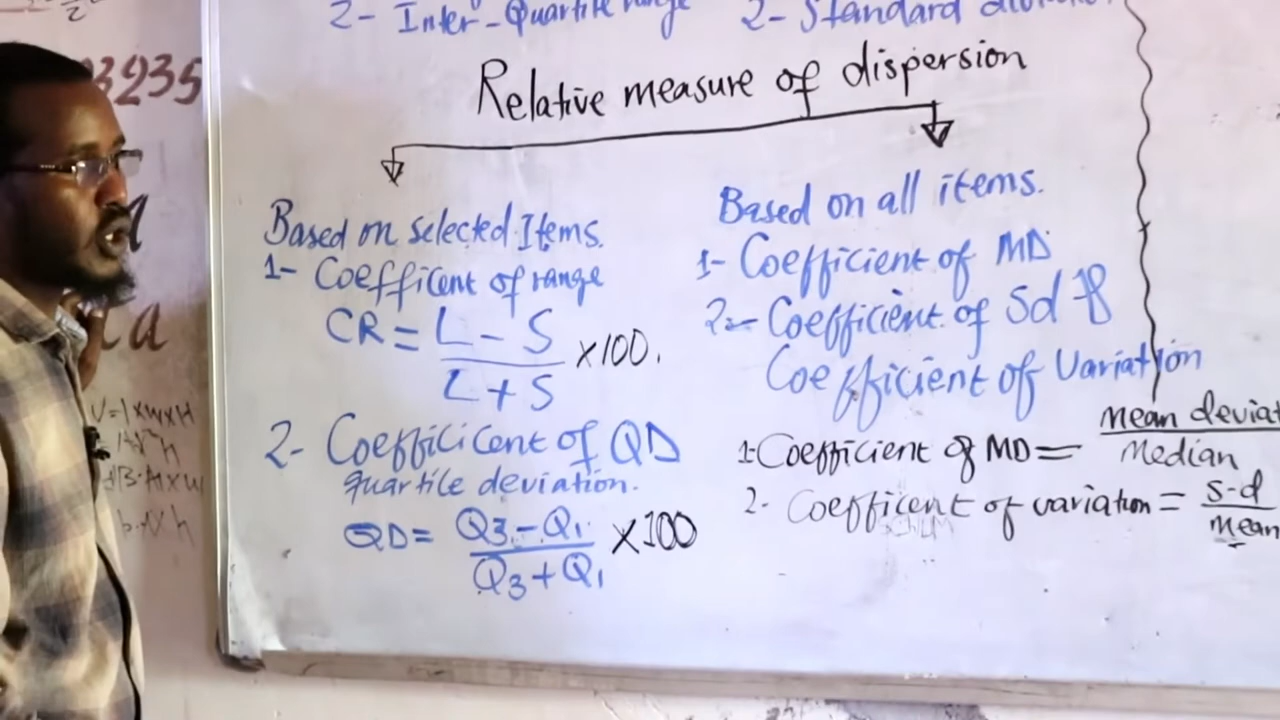 2- Inter-Quartile range 2- Standard
Relative measure of dispersion
Based on selected Items.
1- Coefficent of range
CR = L - S / L + S ×100.
2- Coefficicent of QD
quartile deviation.
QD = Q3 - Q1 / Q3 + Q1 ×100
Based on all items.
1- Coefficient of MD
2- Coefficient of Sd
Coefficient of Variation
1- Coefficient of MD = mean deviat / Median
2- Coefficent of variation = s-d / mean
3235
a
V=lxwxH